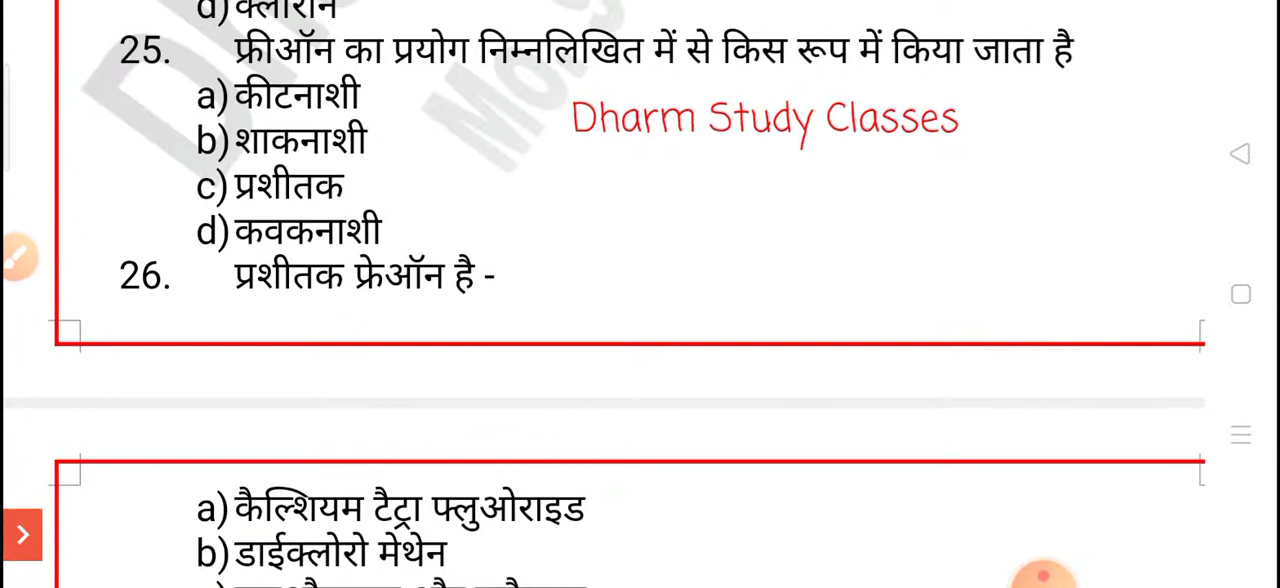 d) क्लोरीन
25. फ्रीऑन का प्रयोग निम्नलिखित में से किस रूप में किया जाता है
a) कीटनाशी
Dharm Study Classes
b) शाकनाशी
c) प्रशीतक
d) कवकनाशी
26. प्रशीतक फ्रेऑन है -
a) कैल्शियम टैट्रा फ्लुओराइड
b) डाईक्लोरो मेथेन